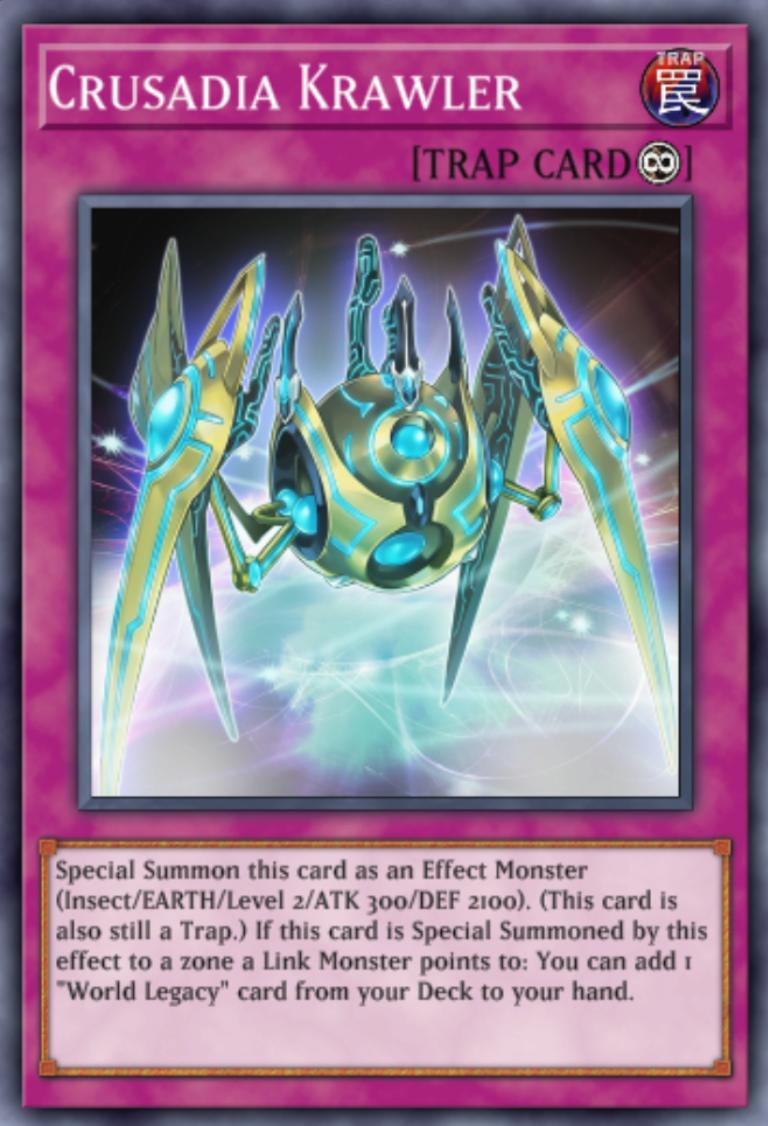 Crusadia Krawler
TRAP
罠
[TRAP CARD∞]
Special Summon this card as an Effect Monster
(Insect/EARTH/Level 2/ATK 300/DEF 2100). (This card is
also still a Trap.) If this card is Special Summoned by this
effect to a zone a Link Monster points to: You can add 1
"World Legacy" card from your Deck to your hand.